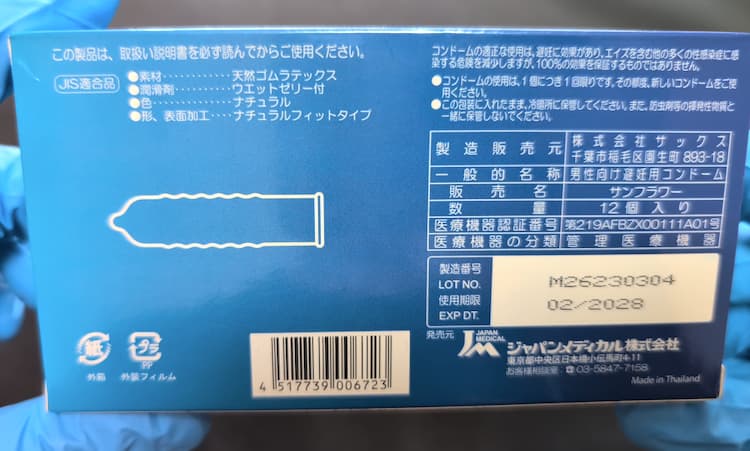 この製品は、取扱い説明書を必ず読んでからご使用ください。
JIS適合品
●素材・・・・・・・・・・・天然ゴムラテックス
●潤滑剤・・・・・・・・・ウエットゼリー付
●色・・・・・・・・・・・・・ナチュラル
●形、表面加工・・・・ナチュラルフィットタイプ
外箱
紙
プラ
PP
外装フィルム
4 517739 006723
コンドームの適正な使用は、避妊に効果があり、エイズを含む他の多くの性感染症に感
染する危険を減少しますが、100%の効果を保証するものではありません。
●コンドームの使用は、1個につき1回限りです。その都度、新しいコンドームをご使
用ください。
●この包装に入れたまま、冷暗所に保管してください。また、防虫剤等の揮発性物質と
一緒に保管しないでください。
製造販売元 株式会社サックス
千葉市稲毛区園生町893-18
一般的名称 男性向け避妊用コンドーム
販売名 サンフラワー
数量 12個入り
医療機器認証番号 第219AFBZX00111A01号
医療機器の分類 管理医療機器
製造番号
LOT NO. M26230304
使用期限
EXP DT. 02/2028
発売元
JAPAN MEDICAL
JM ジャパンメディカル株式会社
東京都中央区日本橋小伝馬町4-11
お客様相談室：☎03-5847-7158
Made in Thailand